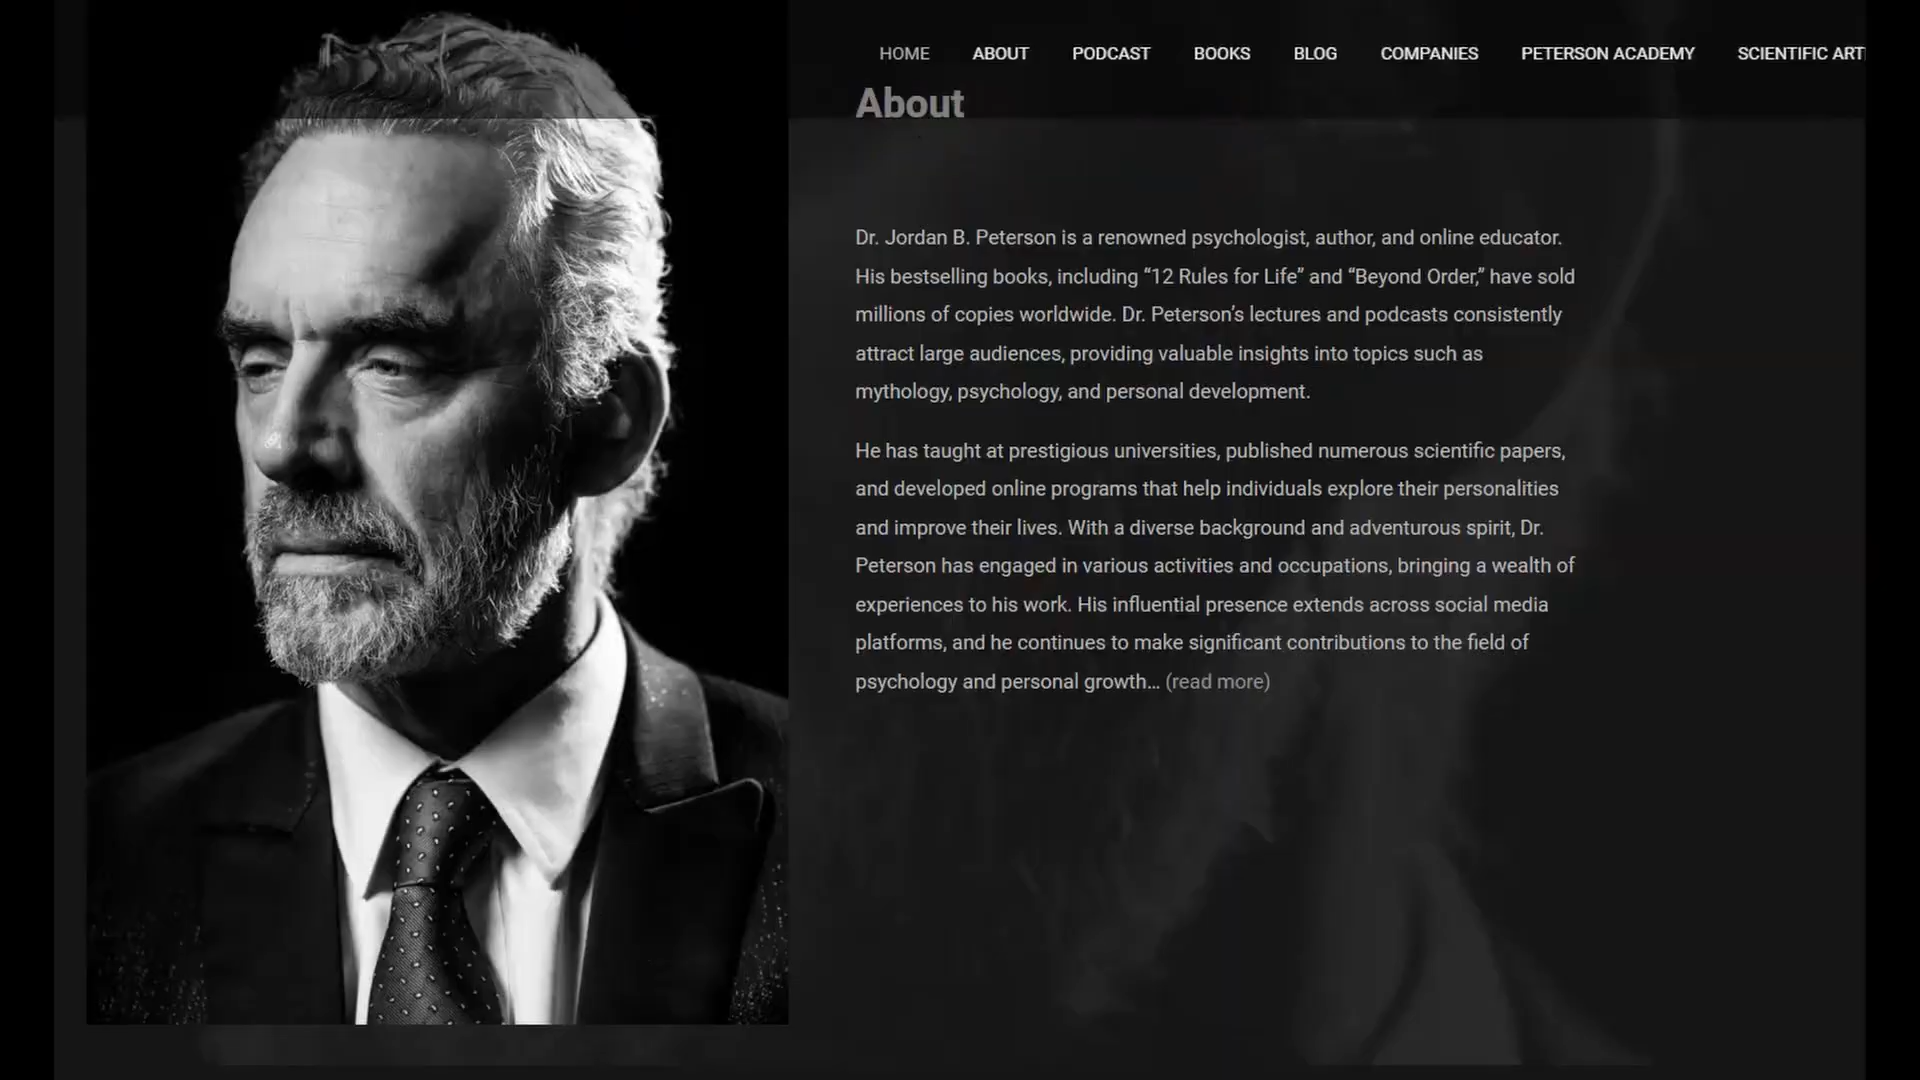 HOME ABOUT PODCAST BOOKS BLOG COMPANIES PETERSON ACADEMY SCIENTIFIC
About
Dr. Jordan B. Peterson is a renowned psychologist, author, and online educator.
His bestselling books, including “12 Rules for Life” and “Beyond Order,” have sold
millions of copies worldwide. Dr. Peterson’s lectures and podcasts consistently
attract large audiences, providing valuable insights into topics such as
mythology, psychology, and personal development.
He has taught at prestigious universities, published numerous scientific papers,
and developed online programs that help individuals explore their personalities
and improve their lives. With a diverse background and adventurous spirit, Dr.
Peterson has engaged in various activities and occupations, bringing a wealth of
experiences to his work. His influential presence extends across social media
platforms, and he continues to make significant contributions to the field of
psychology and personal growth… (read more)